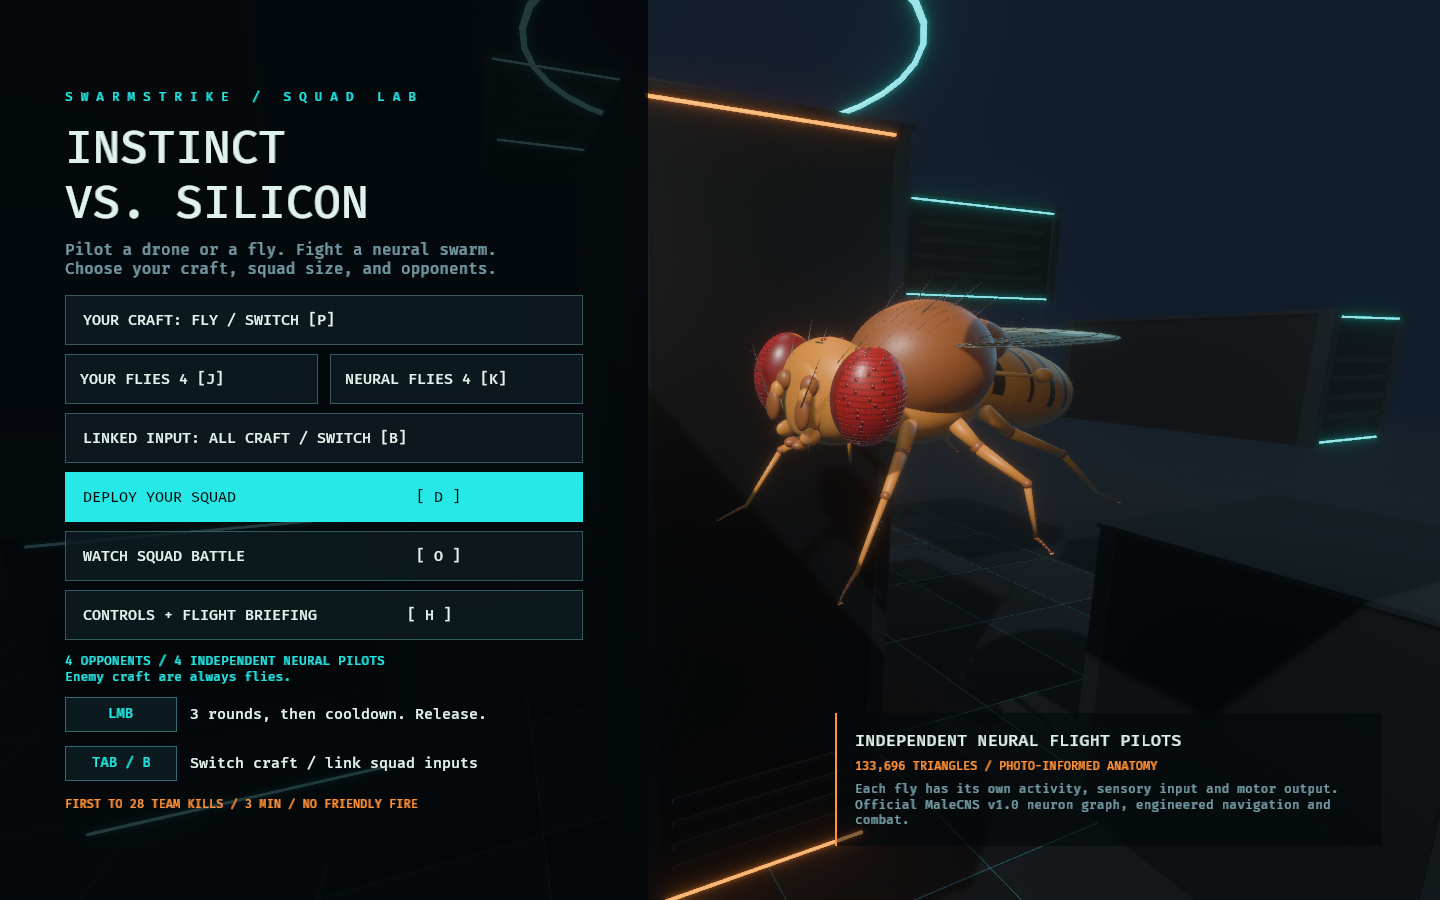 SWARMSTRIKE / SQUAD LAB
INSTINCT
VS. SILICON
Pilot a drone or a fly. Fight a neural swarm.
Choose your craft, squad size, and opponents.
YOUR CRAFT: FLY / SWITCH [P]
YOUR FLIES 4 [J]
NEURAL FLIES 4 [K]
LINKED INPUT: ALL CRAFT / SWITCH [B]
DEPLOY YOUR SQUAD [ D ]
WATCH SQUAD BATTLE [ O ]
CONTROLS + FLIGHT BRIEFING [ H ]
4 OPPONENTS / 4 INDEPENDENT NEURAL PILOTS
Enemy craft are always flies.
LMB 3 rounds, then cooldown. Release.
TAB / B Switch craft / link squad inputs
FIRST TO 28 TEAM KILLS / 3 MIN / NO FRIENDLY FIRE
INDEPENDENT NEURAL FLIGHT PILOTS
133,696 TRIANGLES / PHOTO-INFORMED ANATOMY
Each fly has its own activity, sensory input and motor output.
Official MaleCNS v1.0 neuron graph, engineered navigation and
combat.